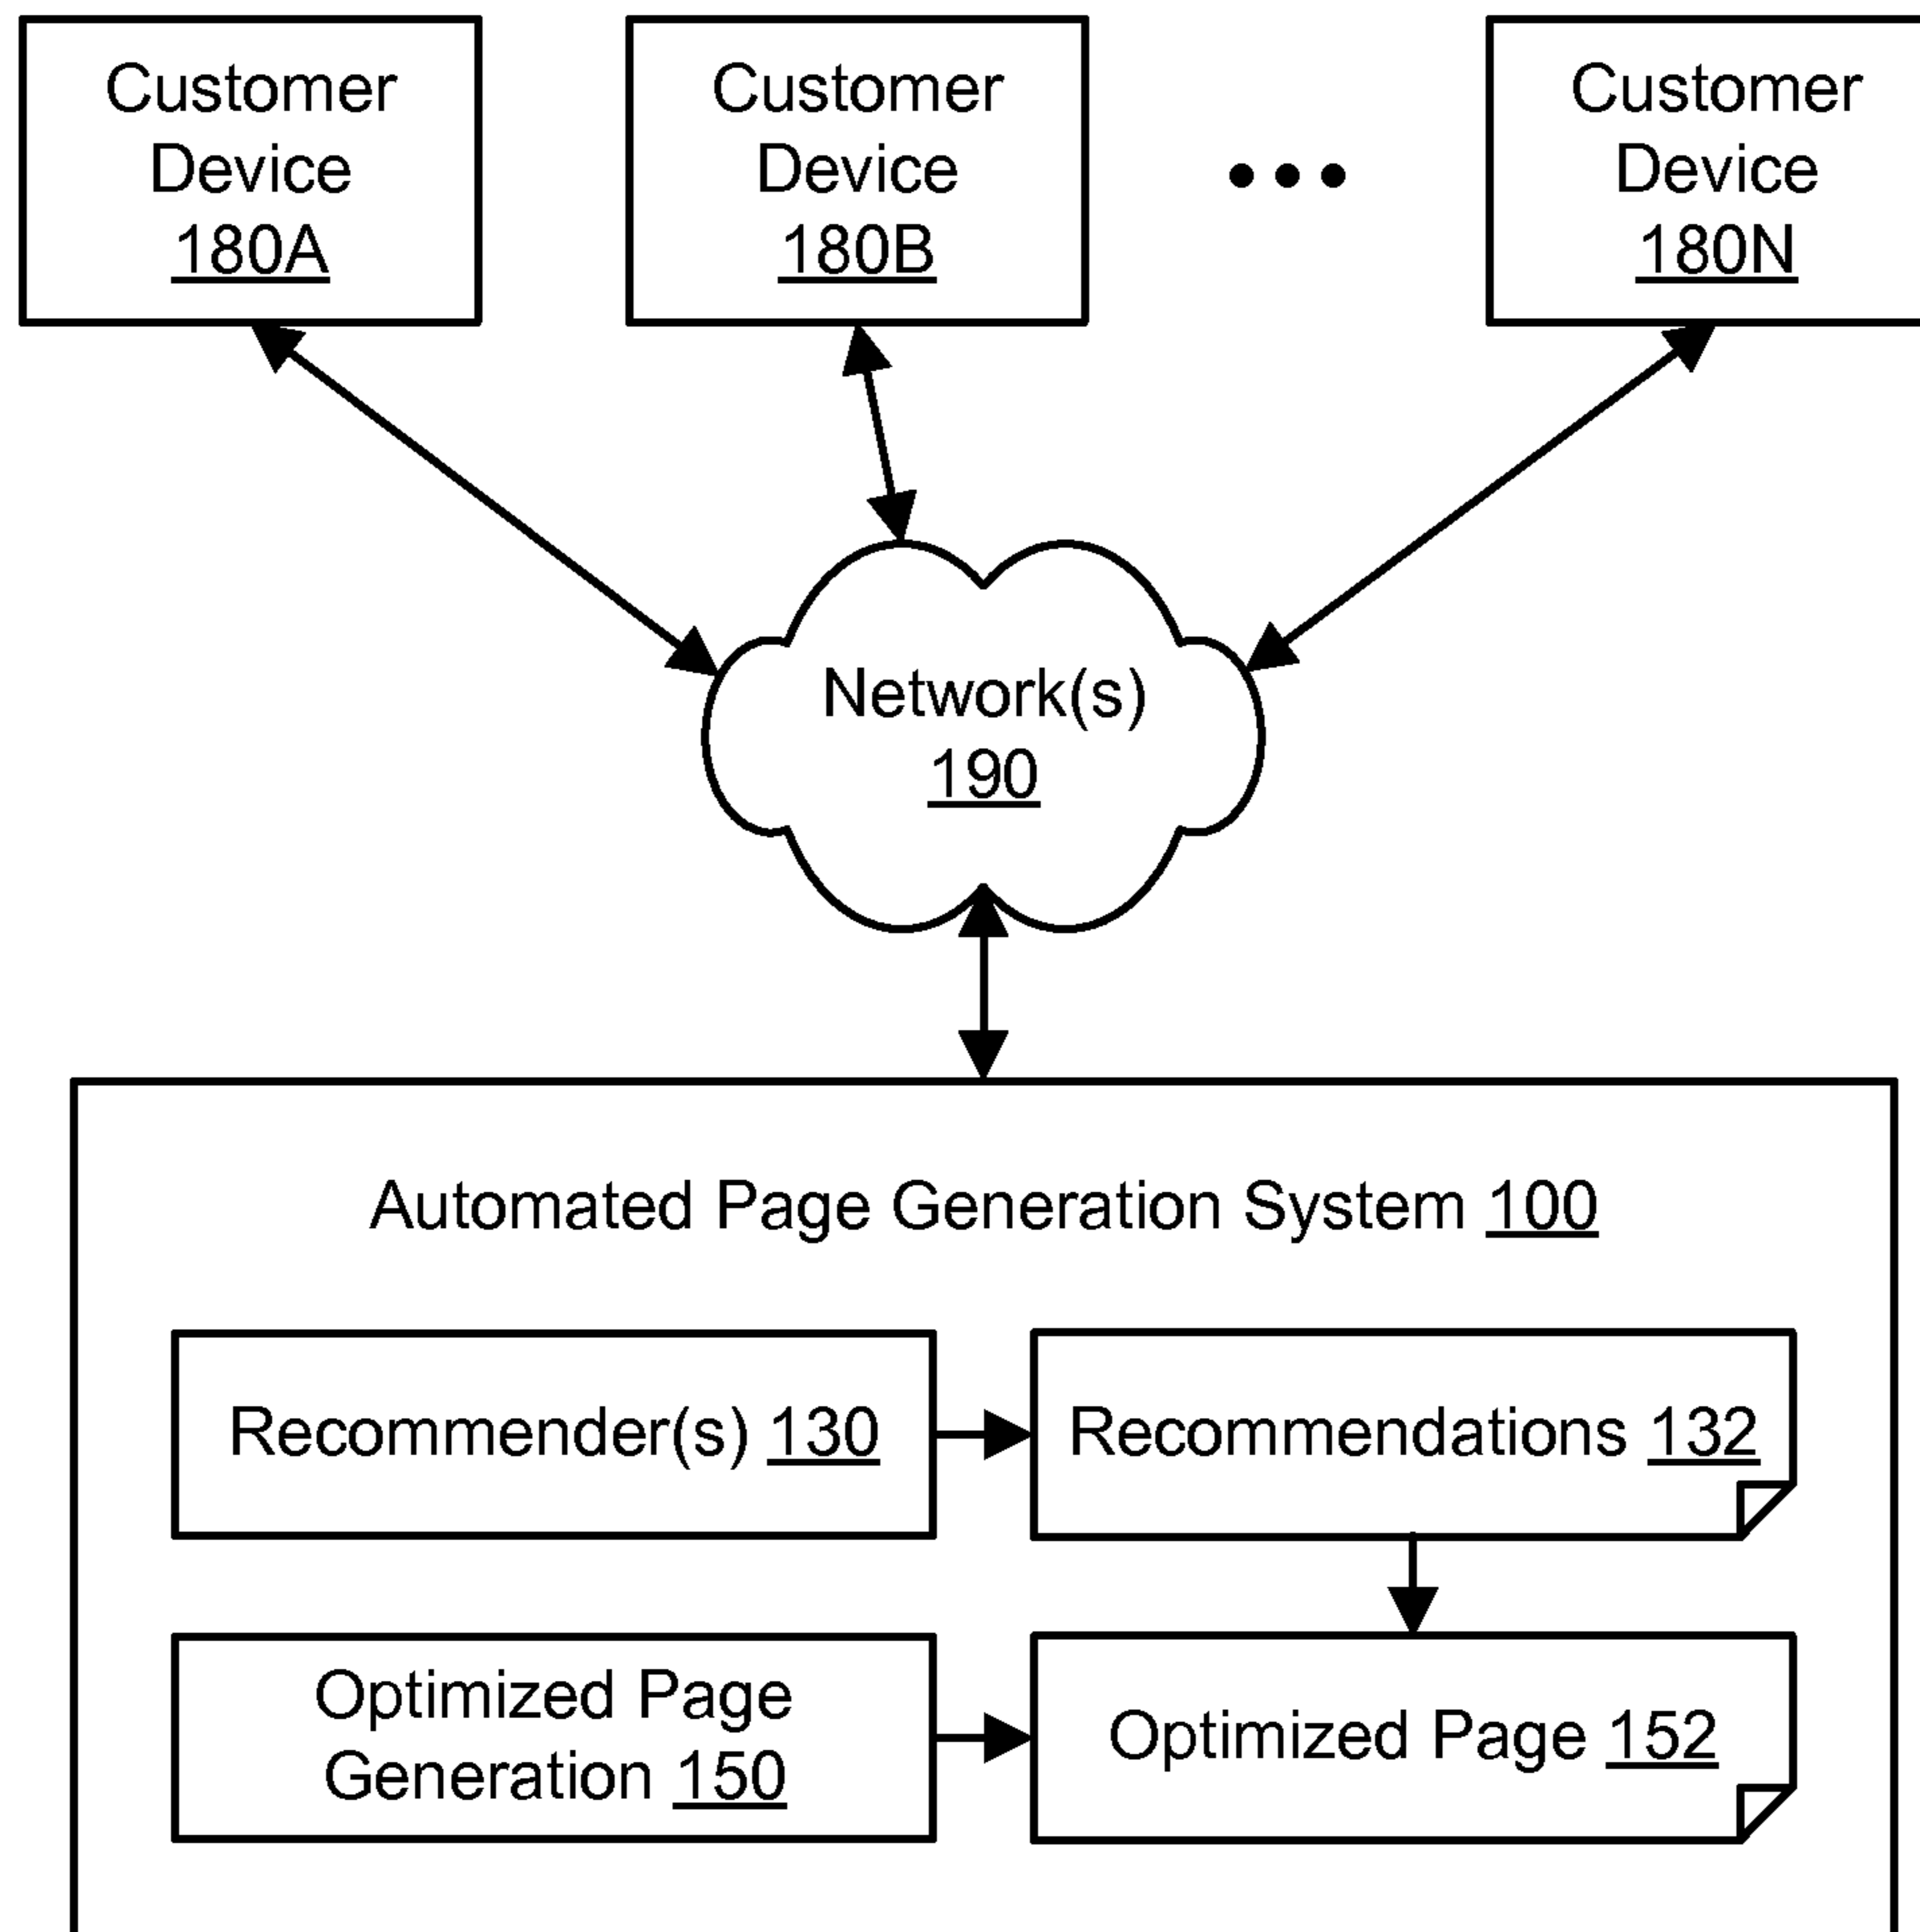 Customer
Device
180A
Customer
Device
180B
Customer
Device
180N
Network(s)
190
Automated Page Generation System 100
Recommender(s) 130
Recommendations 132
Optimized Page
Generation 150
Optimized Page 152